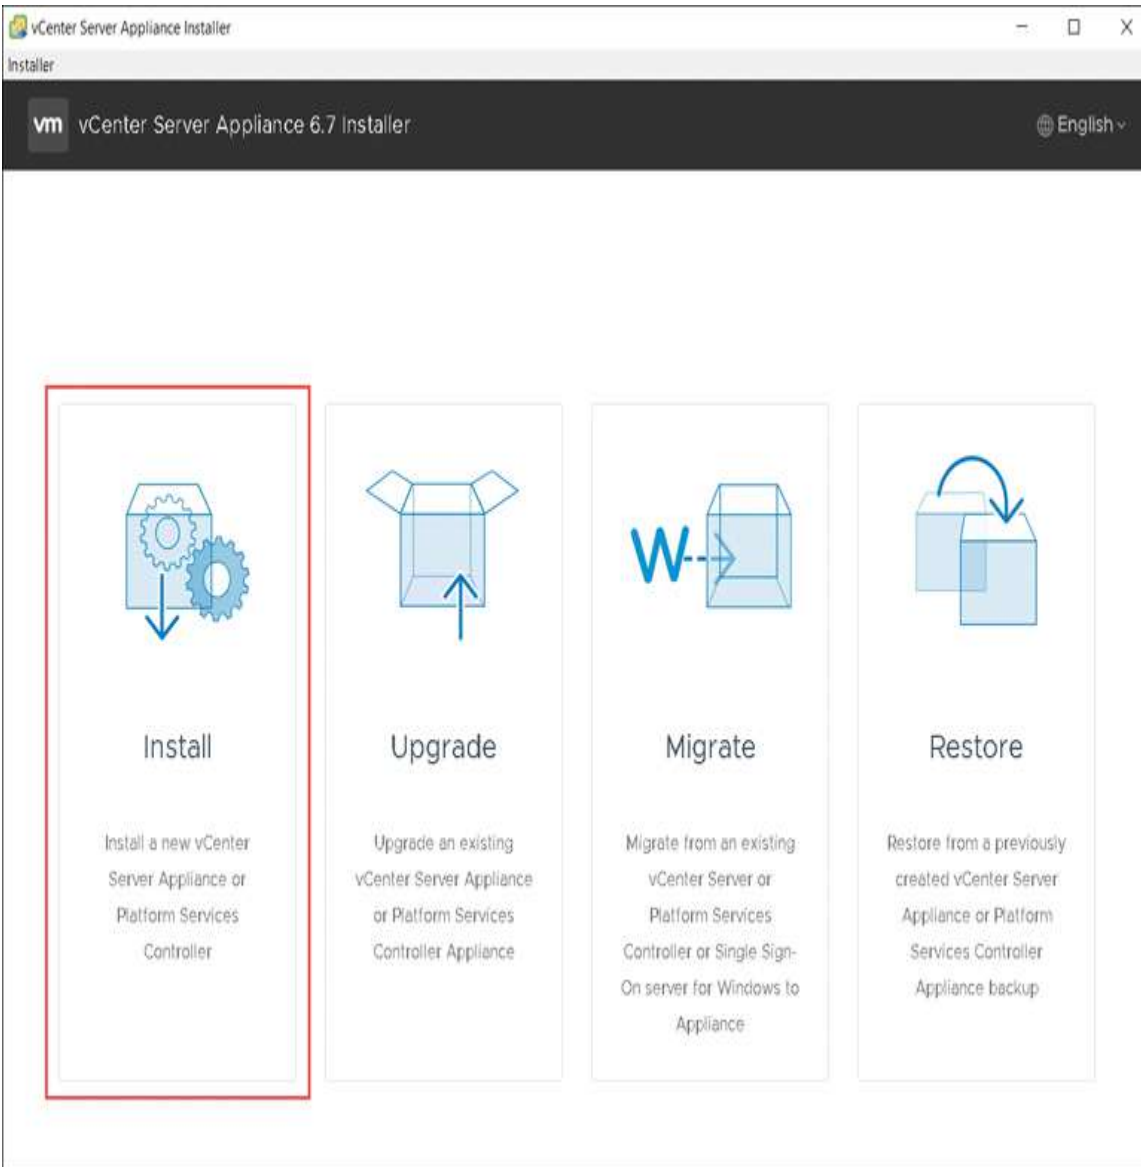 vCenter Server Appliance Installer
Installer
vm vCenter Server Appliance 6.7 Installer
English
W
Install
Install a new vCenter
Server Appliance or
Platform Services
Controller
Upgrade
Upgrade an existing
vCenter Server Appliance
or Platform Services
Controller Appliance
Migrate
Migrate from an existing
vCenter Server or
Platform Services
Controller or Single Sign-
On server for Windows to
Appliance
Restore
Restore from a previously
created vCenter Server
Appliance or Platform
Services Controller
Appliance backup